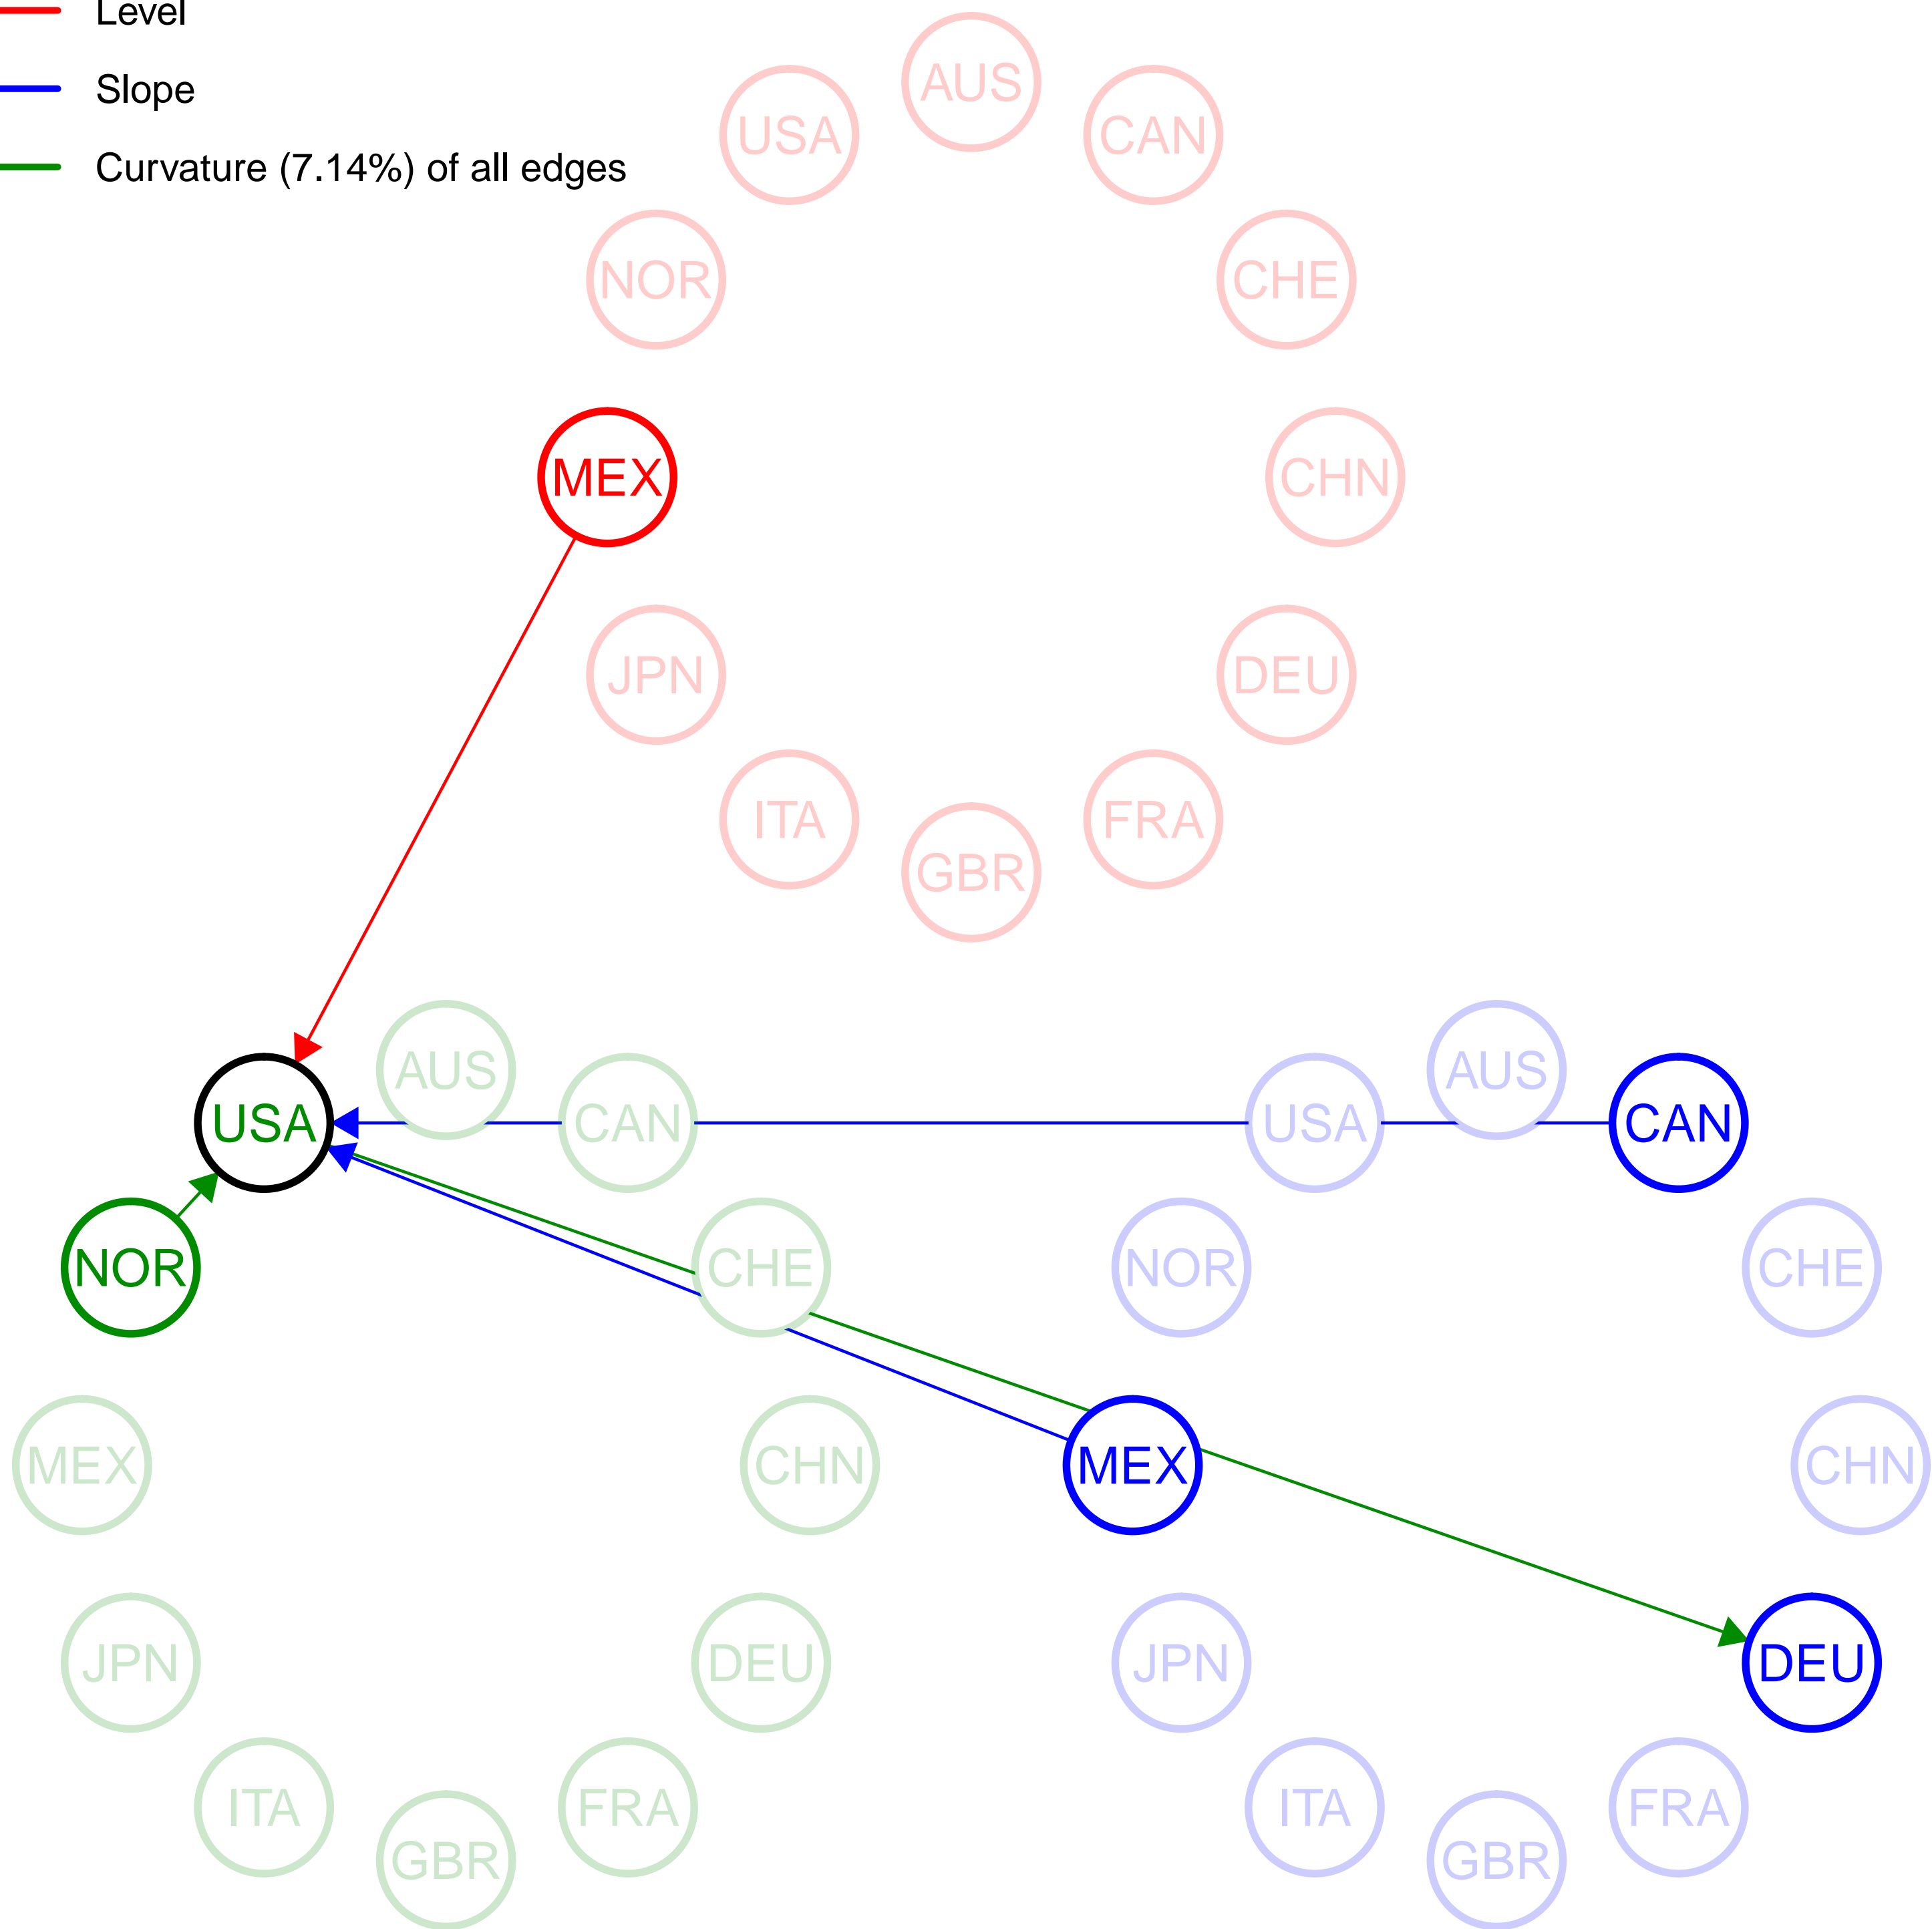 Level
Slope
Curvature (7.14%) of all edges
AUS
USA
CAN
NOR
CHE
MEX
CHN
JPN
DEU
ITA
FRA
GBR
AUS
AUS
USA
CAN
USA
CAN
NOR
CHE
NOR
CHE
MEX
CHN
MEX
CHN
JPN
DEU
JPN
DEU
ITA
FRA
ITA
FRA
GBR
GBR